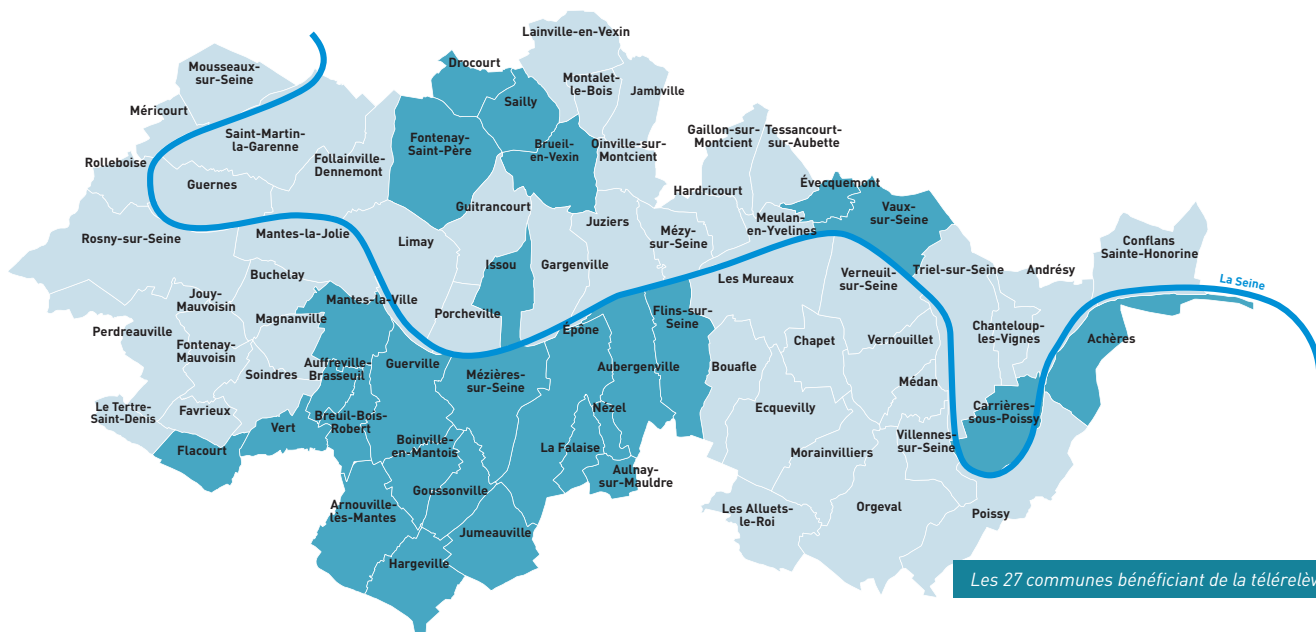 Lainville-en-Vexin
Drocourt
Mousseaux-
sur-Seine
Montalet-
le-Bois
Jambville
Sailly
Méricourt
Saint-Martin-
la-Garenne
Fontenay-
Saint-Père
Brueil-
en-Vexin
Oinville-sur-
Montcient
Gaillon-sur-
Montcient
Tessancourt-
sur-Aubette
Rolleboise
Follainville-
Dennemont
Guernes
Hardricourt
Évecquemont
Vaux-
sur-Seine
Guitrancourt
Juziers
Meulan-
en-Yvelines
Rosny-sur-Seine
Mantes-la-Jolie
Limay
Mézy-
sur-Seine
Conflans
Sainte-Honorine
Buchelay
Issou
Gargenville
Les Mureaux
Verneuil-
sur-Seine
Triel-sur-Seine
Andrésy
La Seine
Jouy-
Mauvoisin
Mantes-la-Ville
Magnanville
Porcheville
Flins-sur-
Seine
Épône
Perdreauville
Fontenay-
Mauvoisin
Chapet
Vernouillet
Chanteloup-
les-Vignes
Achères
Auffreville-
Brasseuil
Guerville
Mézières-
sur-Seine
Aubergenville
Bouafle
Soindres
Médan
Le Tertre-
Saint-Denis
Favrieux
Breuil-Bois-
Robert
Nézel
Ecquevilly
Carrières-
sous-Poissy
Vert
Flacourt
Boinville-
en-Mantois
La Falaise
Morainvilliers
Villennes-
sur-Seine
Aulnay-
sur-Mauldre
Goussonville
Arnouville-
lès-Mantes
Les Alluets-
le-Roi
Orgeval
Poissy
Jumeauville
Hargeville
Les 27 communes bénéficiant de la télérelèv